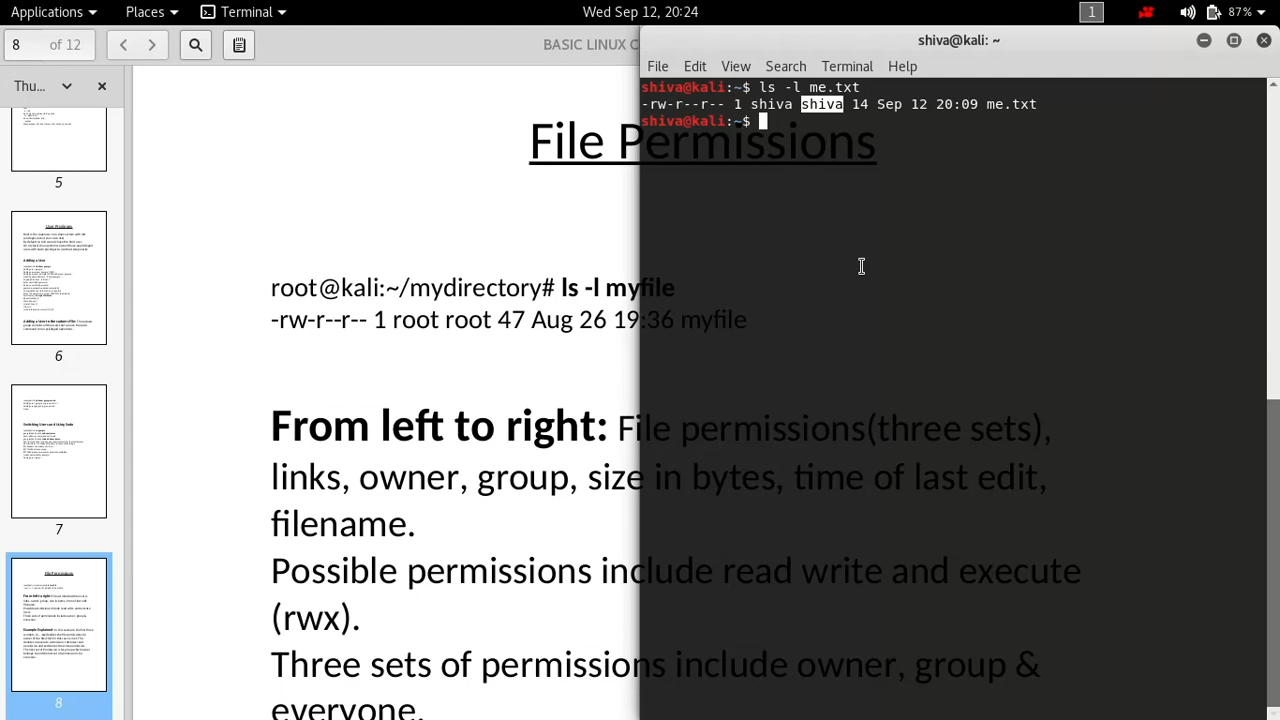 Applications Places Terminal Wed Sep 12, 20:24 1 87%
8 of 12 BASIC LINUX C
Thu...
5
6
7
8
File Permissions
root@kali:~/mydirectory# ls -l myfile
-rw-r--r-- 1 root root 47 Aug 26 19:36 myfile
From left to right: File permissions(three sets),
links, owner, group, size in bytes, time of last edit,
filename.
Possible permissions include read write and execute
(rwx).
Three sets of permissions include owner, group &
everyone.
shiva@kali: ~
File Edit View Search Terminal Help
shiva@kali:~$ ls -l me.txt
-rw-r--r-- 1 shiva shiva 14 Sep 12 20:09 me.txt
shiva@kali:~$